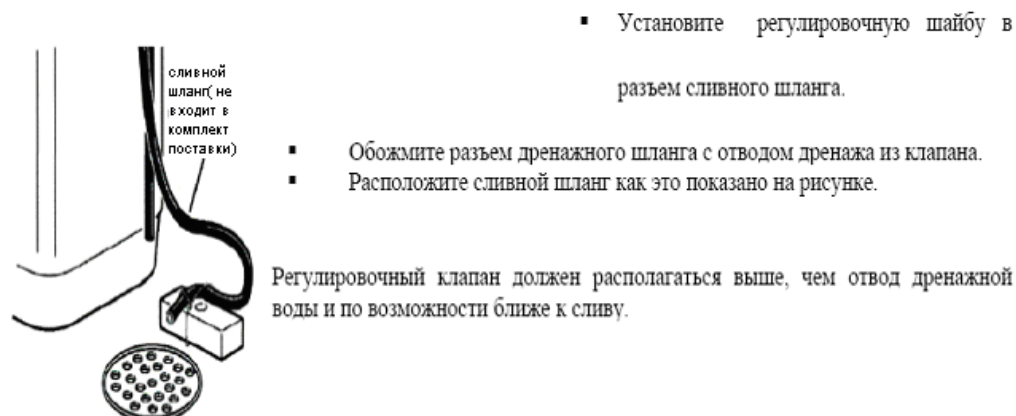 ▪ Установите регулировочную шайбу в
разъем сливного шланга.
сливной
шланг( не
входит в
комплект
поставки)
▪ Обожмите разъем дренажного шланга с отводом дренажа из клапана.
▪ Расположите сливной шланг как это показано на рисунке.
Регулировочный клапан должен располагаться выше, чем отвод дренажной
воды и по возможности ближе к сливу.